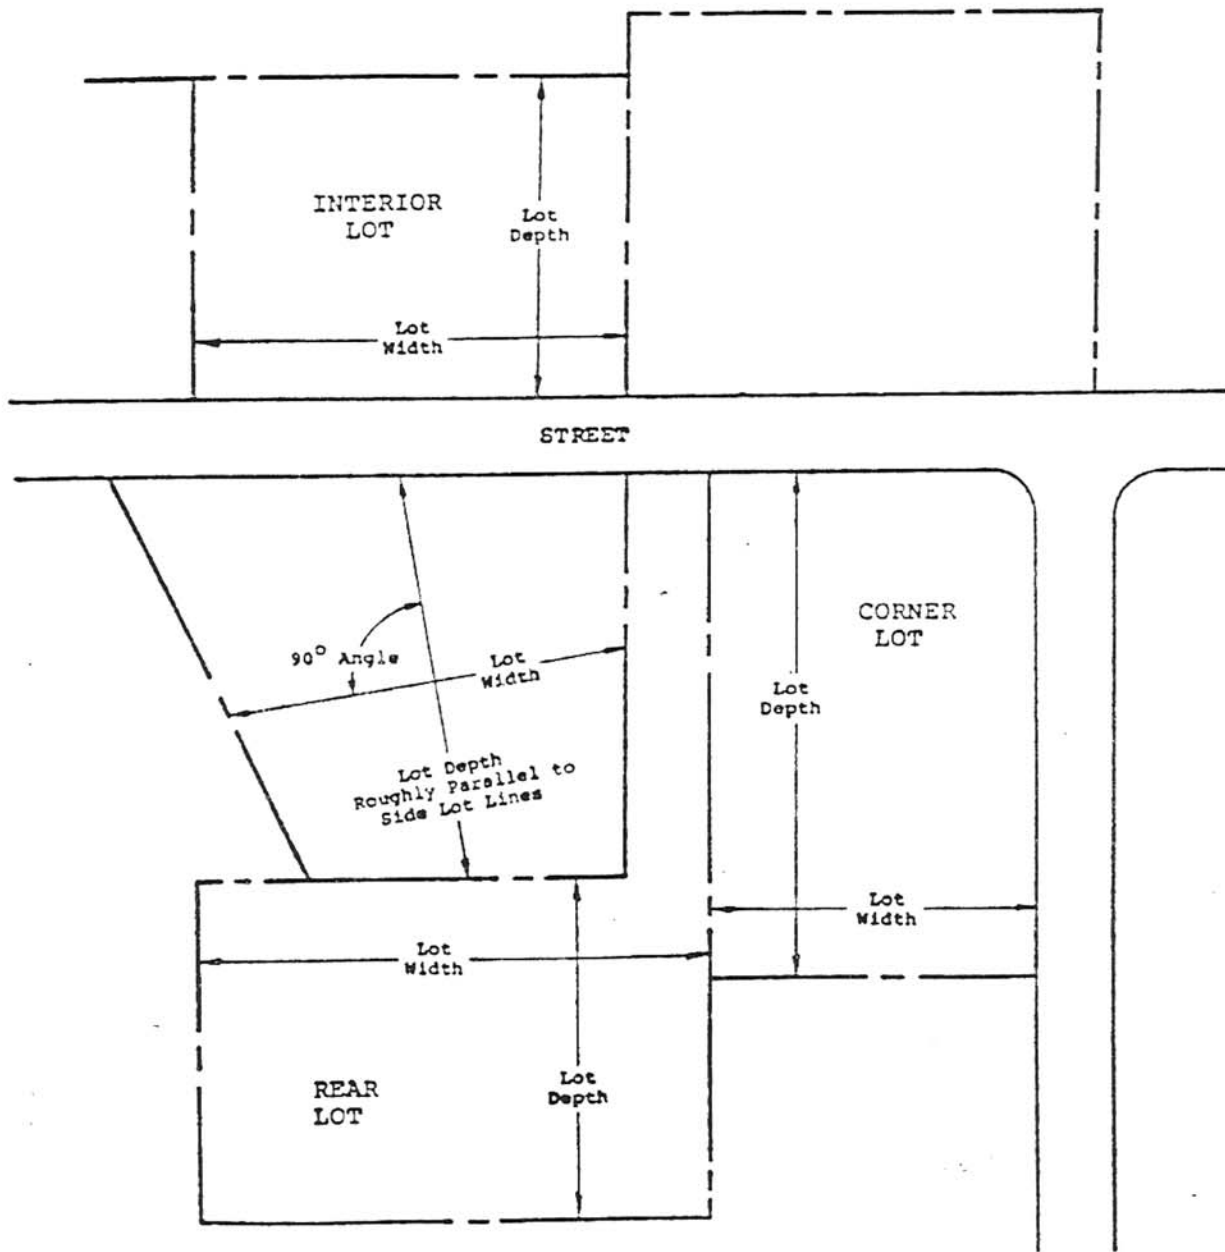 INTERIOR
LOT
Lot
Depth
Lot
Width
STREET
90° Angle
Lot
Width
Lot Depth
Roughly Parallel to
Side Lot Lines
CORNER
LOT
Lot
Depth
Lot
Width
Lot
Width
Lot
Depth
REAR
LOT